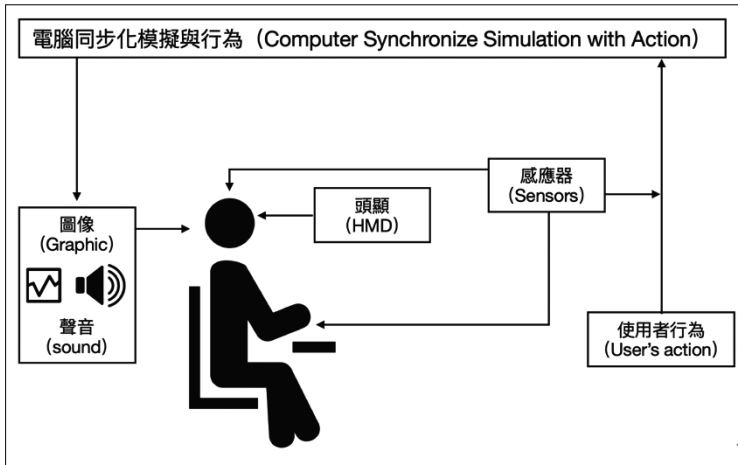 電腦同步化模擬與行為（Computer Synchronize Simulation with Action）
感應器
(Sensors)
頭顯
(HMD)
圖像
(Graphic)
聲音
(sound)
使用者行為
(User's action)